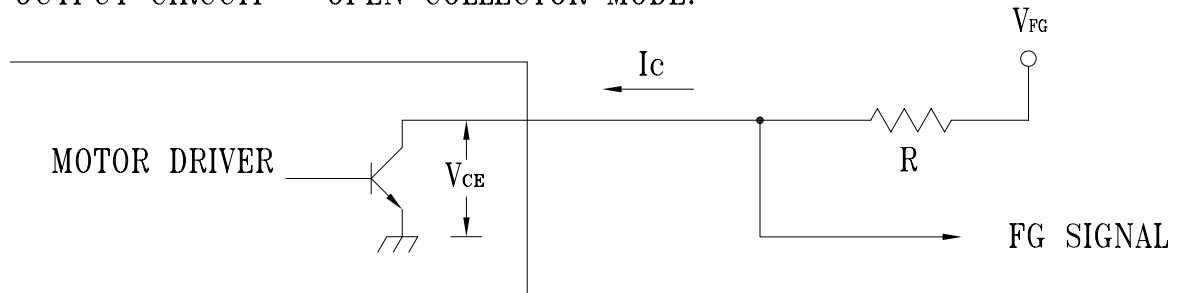 OUTPUT CIRCUIT - OPEN COLLECTOR MODE:
VFG
Ic
MOTOR DRIVER
VCE
R
FG SIGNAL